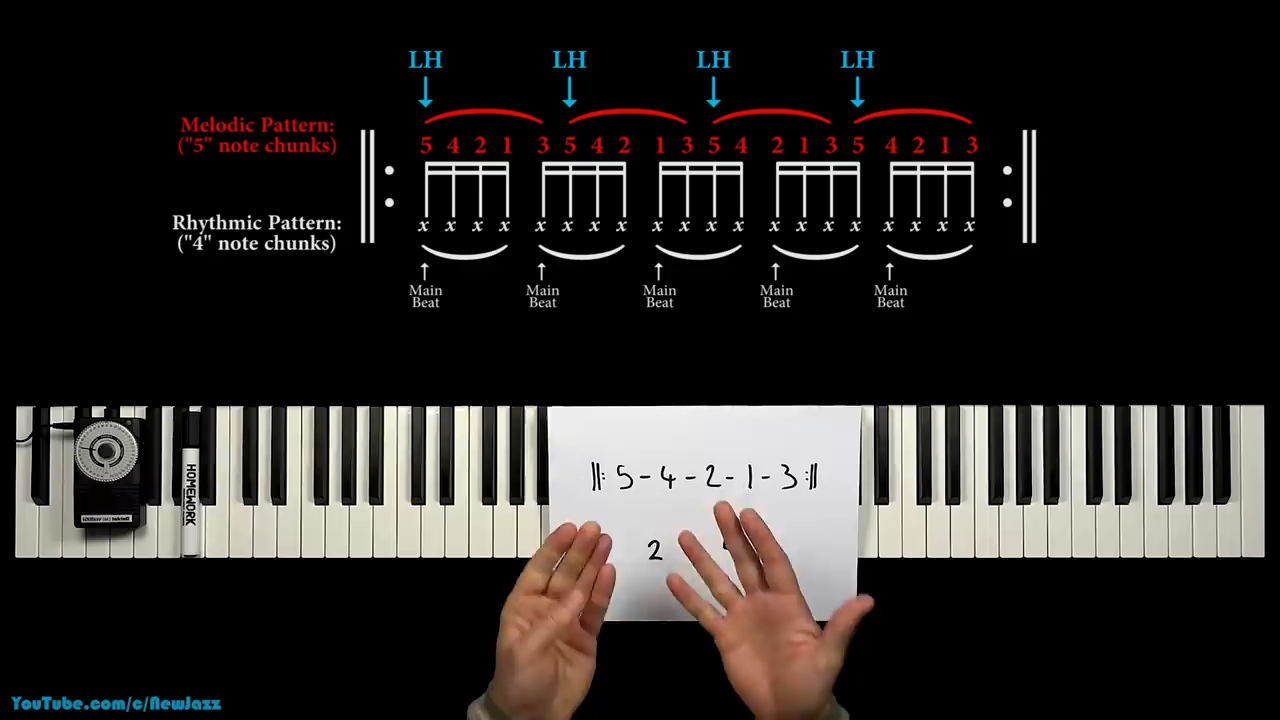 LH LH LH LH
Melodic Pattern:
("5" note chunks)
5 4 2 1 3 5 4 2 1 3 5 4 2 1 3 5 4 2 1 3
Rhythmic Pattern:
("4" note chunks)
x x x x x x x x x x x x x x x x x x x x
Main Beat
Main Beat
Main Beat
Main Beat
Main Beat
HOMEWORK
5-4-2-1-3
2
YouTube.com/c/NewJazz